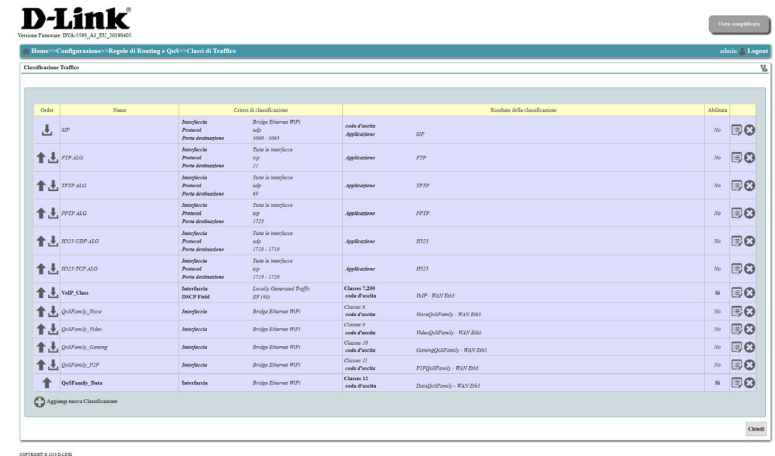 D-Link
Versione Firmware: DVA-5593_A1_EU_20190405
Vista semplificata
Home>>Configurazione>>Regole di Routing e QoS>>Classi di Traffico
admin Logout
Classificazione Traffico
Order Name Criteri di classificazione Risultato della classificazione Abilitata
SIP Interfaccia Bridge Ethernet WiFi Protocol udp Porta destinazione 5060 - 5063 coda d'uscita Applicazione SIP No
FTP ALG Interfaccia Tutte le interfacce Protocol tcp Porta destinazione 21 Applicazione FTP No
TFTP ALG Interfaccia Tutte le interfacce Protocol udp Porta destinazione 69 Applicazione TFTP No
PPTP ALG Interfaccia Tutte le interfacce Protocol tcp Porta destinazione 1723 Applicazione PPTP No
H323-UDP ALG Interfaccia Tutte le interfacce Protocol udp Porta destinazione 1718 - 1719 Applicazione H323 No
H323-TCP ALG Interfaccia Tutte le interfacce Protocol tcp Porta destinazione 1719 - 1720 Applicazione H323 No
VoIP_Class Interfaccia Locally Generated Traffic DSCP Field EF (46) Classes 7,200 coda d'uscita VoIP - WAN Eth5 Sì
QoSFamily_Voice Interfaccia Bridge Ethernet WiFi Classes 8 coda d'uscita VoiceQoSFamily - WAN Eth5 No
QoSFamily_Video Interfaccia Bridge Ethernet WiFi Classes 9 coda d'uscita VideoQoSFamily - WAN Eth5 No
QoSFamily_Gaming Interfaccia Bridge Ethernet WiFi Classes 10 coda d'uscita GamingQoSFamily - WAN Eth5 No
QoSFamily_P2P Interfaccia Bridge Ethernet WiFi Classes 11 coda d'uscita P2PQoSFamily - WAN Eth5 No
QoSFamily_Data Interfaccia Bridge Ethernet WiFi Classes 12 coda d'uscita DataQoSFamily - WAN Eth5 Sì
Aggiungi nuova Classificazione
Chiudi
COPYRIGHT © 2019 D-LINK